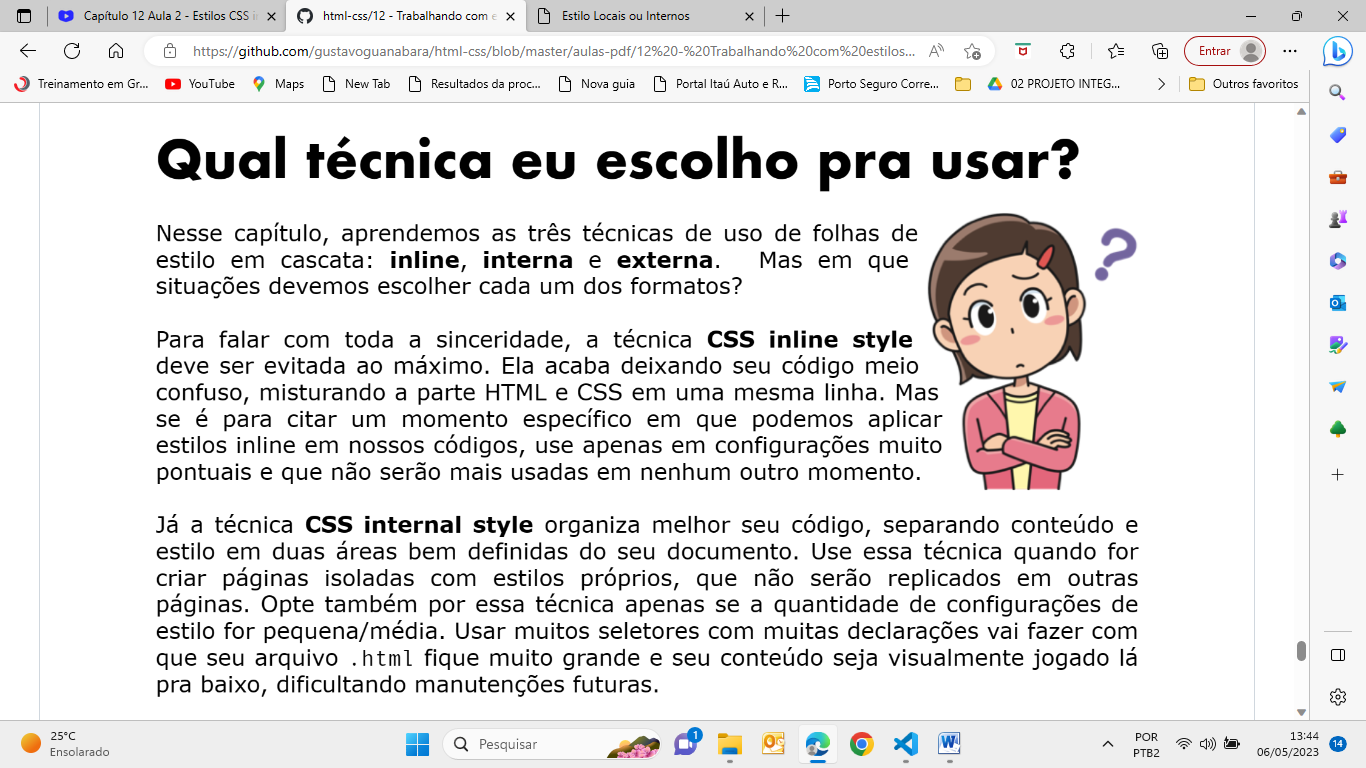 Capítulo 12 Aula 2 - Estilos CSS i
html-css/12 - Trabalhando com e
Estilo Locais ou Internos
https://github.com/gustavoguanabara/html-css/blob/master/aulas-pdf/12%20-%20Trabalhando%20com%20estilos...
Entrar
Treinamento em Gr...
YouTube
Maps
New Tab
Resultados da proc...
Nova guia
Portal Itaú Auto e R...
Porto Seguro Corre...
02 PROJETO INTEG...
Outros favoritos
Qual técnica eu escolho pra usar?
Nesse capítulo, aprendemos as três técnicas de uso de folhas de
estilo em cascata: inline, interna e externa. Mas em que
situações devemos escolher cada um dos formatos?
Para falar com toda a sinceridade, a técnica CSS inline style
deve ser evitada ao máximo. Ela acaba deixando seu código meio
confuso, misturando a parte HTML e CSS em uma mesma linha. Mas
se é para citar um momento específico em que podemos aplicar
estilos inline em nossos códigos, use apenas em configurações muito
pontuais e que não serão mais usadas em nenhum outro momento.
?
Já a técnica CSS internal style organiza melhor seu código, separando conteúdo e
estilo em duas áreas bem definidas do seu documento. Use essa técnica quando for
criar páginas isoladas com estilos próprios, que não serão replicados em outras
páginas. Opte também por essa técnica apenas se a quantidade de configurações de
estilo for pequena/média. Usar muitos seletores com muitas declarações vai fazer com
que seu arquivo .html fique muito grande e seu conteúdo seja visualmente jogado lá
pra baixo, dificultando manutenções futuras.
25°C
Ensolarado
Pesquisar
1
POR
PTB2
13:44
06/05/2023
14